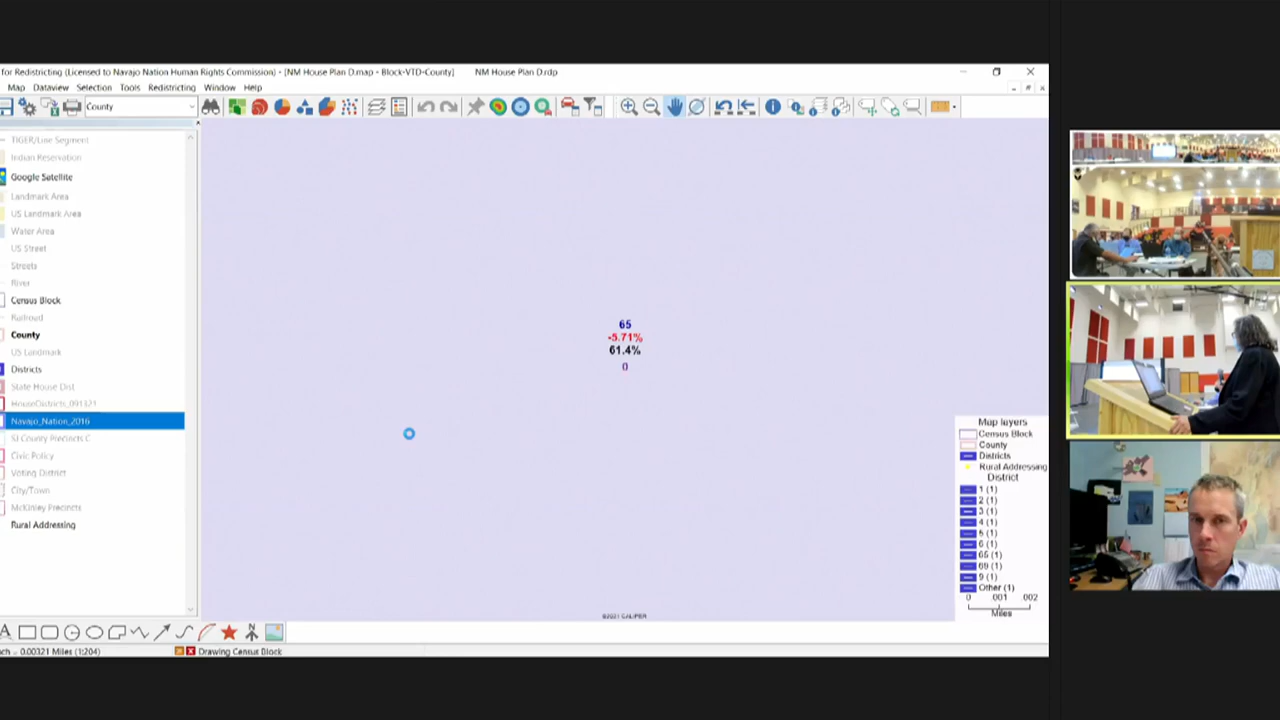 for Redistricting (Licensed to Navajo Nation Human Rights Commission) - [NM House Plan D.map - Block-VTD-County] NM House Plan D.rdp
Map Dataview Selection Tools Redistricting Window Help
County
TIGER/Line Segment
Indian Reservation
Google Satellite
Landmark Area
US Landmark Area
Water Area
US Street
Streets
River
Census Block
Railroad
County
US Landmark
Districts
State House Dist
HouseDistricts_091321
Navajo_Nation_2016
SJ County Precincts C
Civic Policy
Voting District
City/Town
McKinley Precincts
Rural Addressing
65
-5.71%
61.4%
0
Map layers
Census Block
County
Districts
Rural Addressing
District
1 (1)
2 (1)
3 (1)
4 (1)
5 (1)
6 (1)
65 (1)
69 (1)
9 (1)
Other (1)
0 .001 .002
Miles
©2021 CALIPER
= 0.00321 Miles (1:204) Drawing Census Block